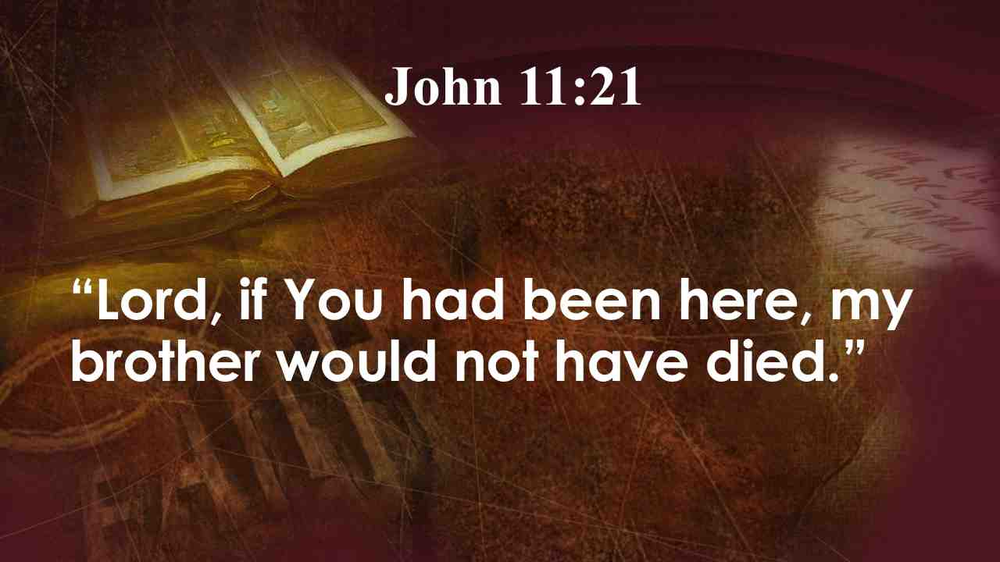 John 11:21
“Lord, if You had been here, my
brother would not have died.”